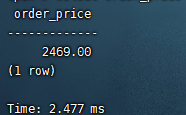 order_price
-------------
2469.00
(1 row)
Time: 2.477 ms